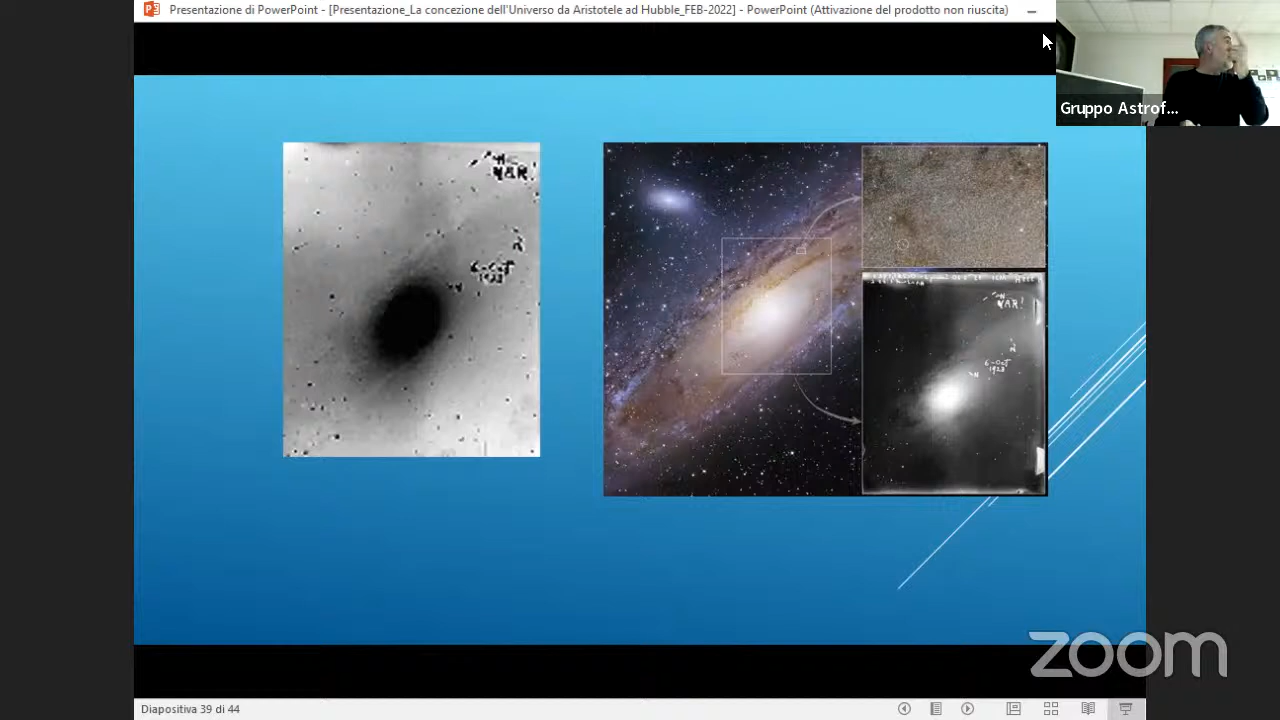 Presentazione di PowerPoint - [Presentazione_La concezione dell'Universo da Aristotele ad Hubble_FEB-2022] - PowerPoint (Attivazione del prodotto non riuscita)
Gruppo Astrof...
N
VAR!
6-Oct
1923
N
N
VAR!
6-Oct
1923
N
zoom
Diapositiva 39 di 44